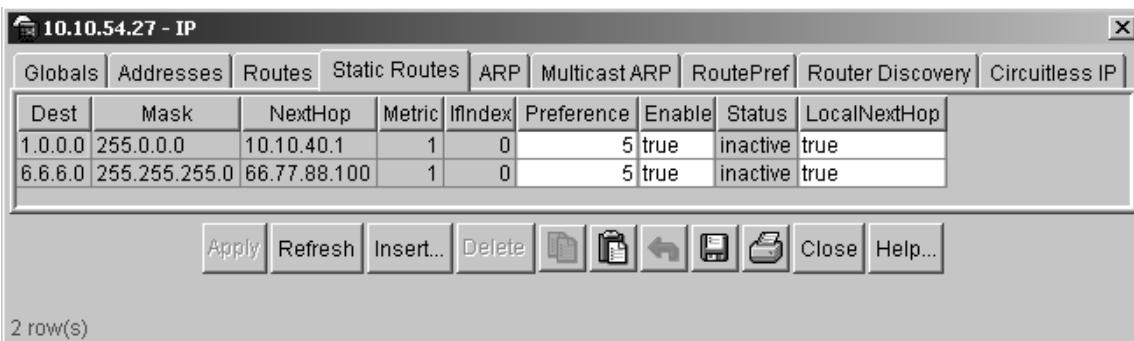 10.10.54.27 - IP
Globals Addresses Routes Static Routes ARP Multicast ARP RoutePref Router Discovery Circuitless IP
Dest Mask NextHop Metric IfIndex Preference Enable Status LocalNextHop
1.0.0.0 255.0.0.0 10.10.40.1 1 0 5 true inactive true
6.6.6.0 255.255.255.0 66.77.88.100 1 0 5 true inactive true
Apply Refresh Insert... Delete Close Help...
2 row(s)